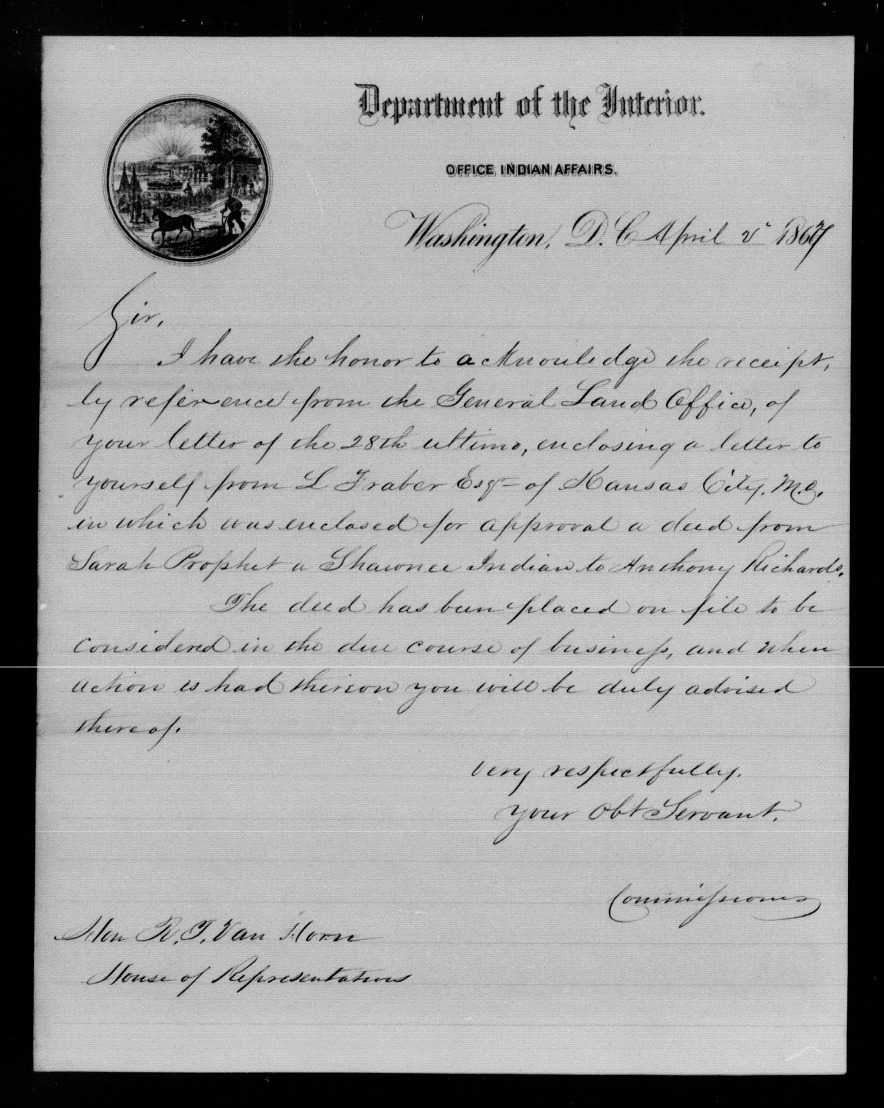 Department of the Interior.
OFFICE INDIAN AFFAIRS.
Washington, D. C. April 2d 1867
Sir,
I have the honor to acknowledge the receipt,
by reference from the General Land Office, of
your letter of the 28th ultimo, enclosing a letter to
yourself from L Traber Esqr of Kansas City. Mo.
in which was enclosed for approval a deed from
Sarah Prophet a Shawnee Indian to Anthony Richards.
The deed has been placed on file to be
considered in the due course of business, and when
action is had thereon you will be duly advised
thereof.
Very respectfully.
your Obt Servant.
Commissioner
Hon R. T. Van Horn
House of Representatives